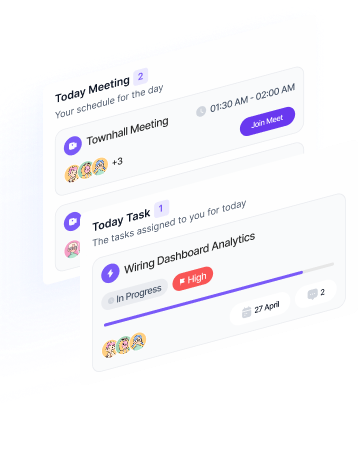 Today Meeting 2
Your schedule for the day
Townhall Meeting
01:30 AM - 02:00 AM
+3
Join Meet
Today Task 1
The tasks assigned to you for today
Wiring Dashboard Analytics
In Progress
High
27 April
2